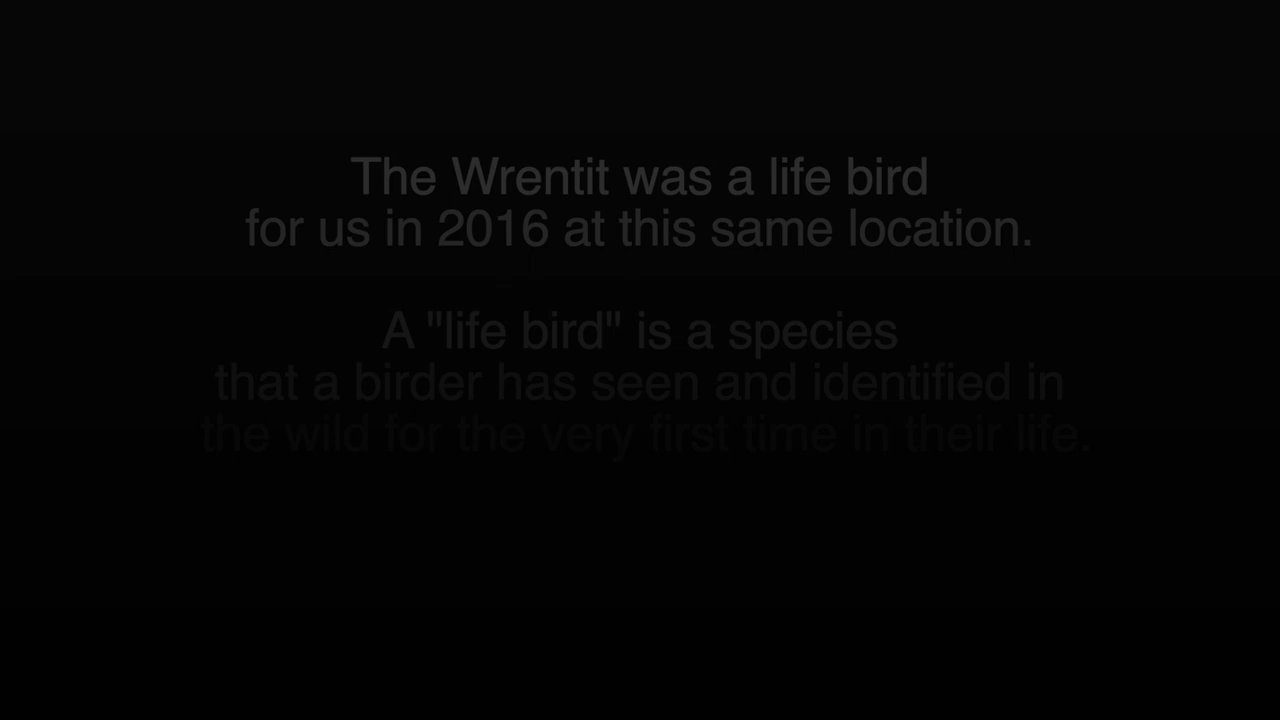 The Wrentit was a life bird
for us in 2016 at this same location.
A "life bird" is a species
that a birder has seen and identified in
the wild for the very first time in their life.